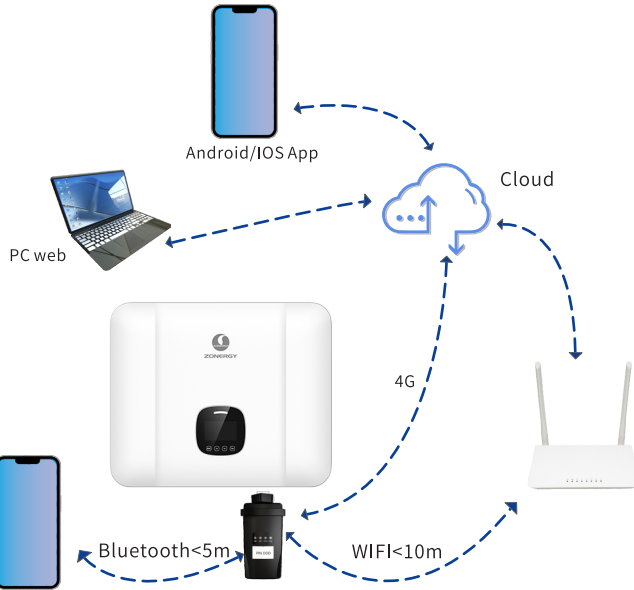 Android/IOS App
Cloud
PC web
ZONERGY
4G
Bluetooth<5m
WIFI<10m